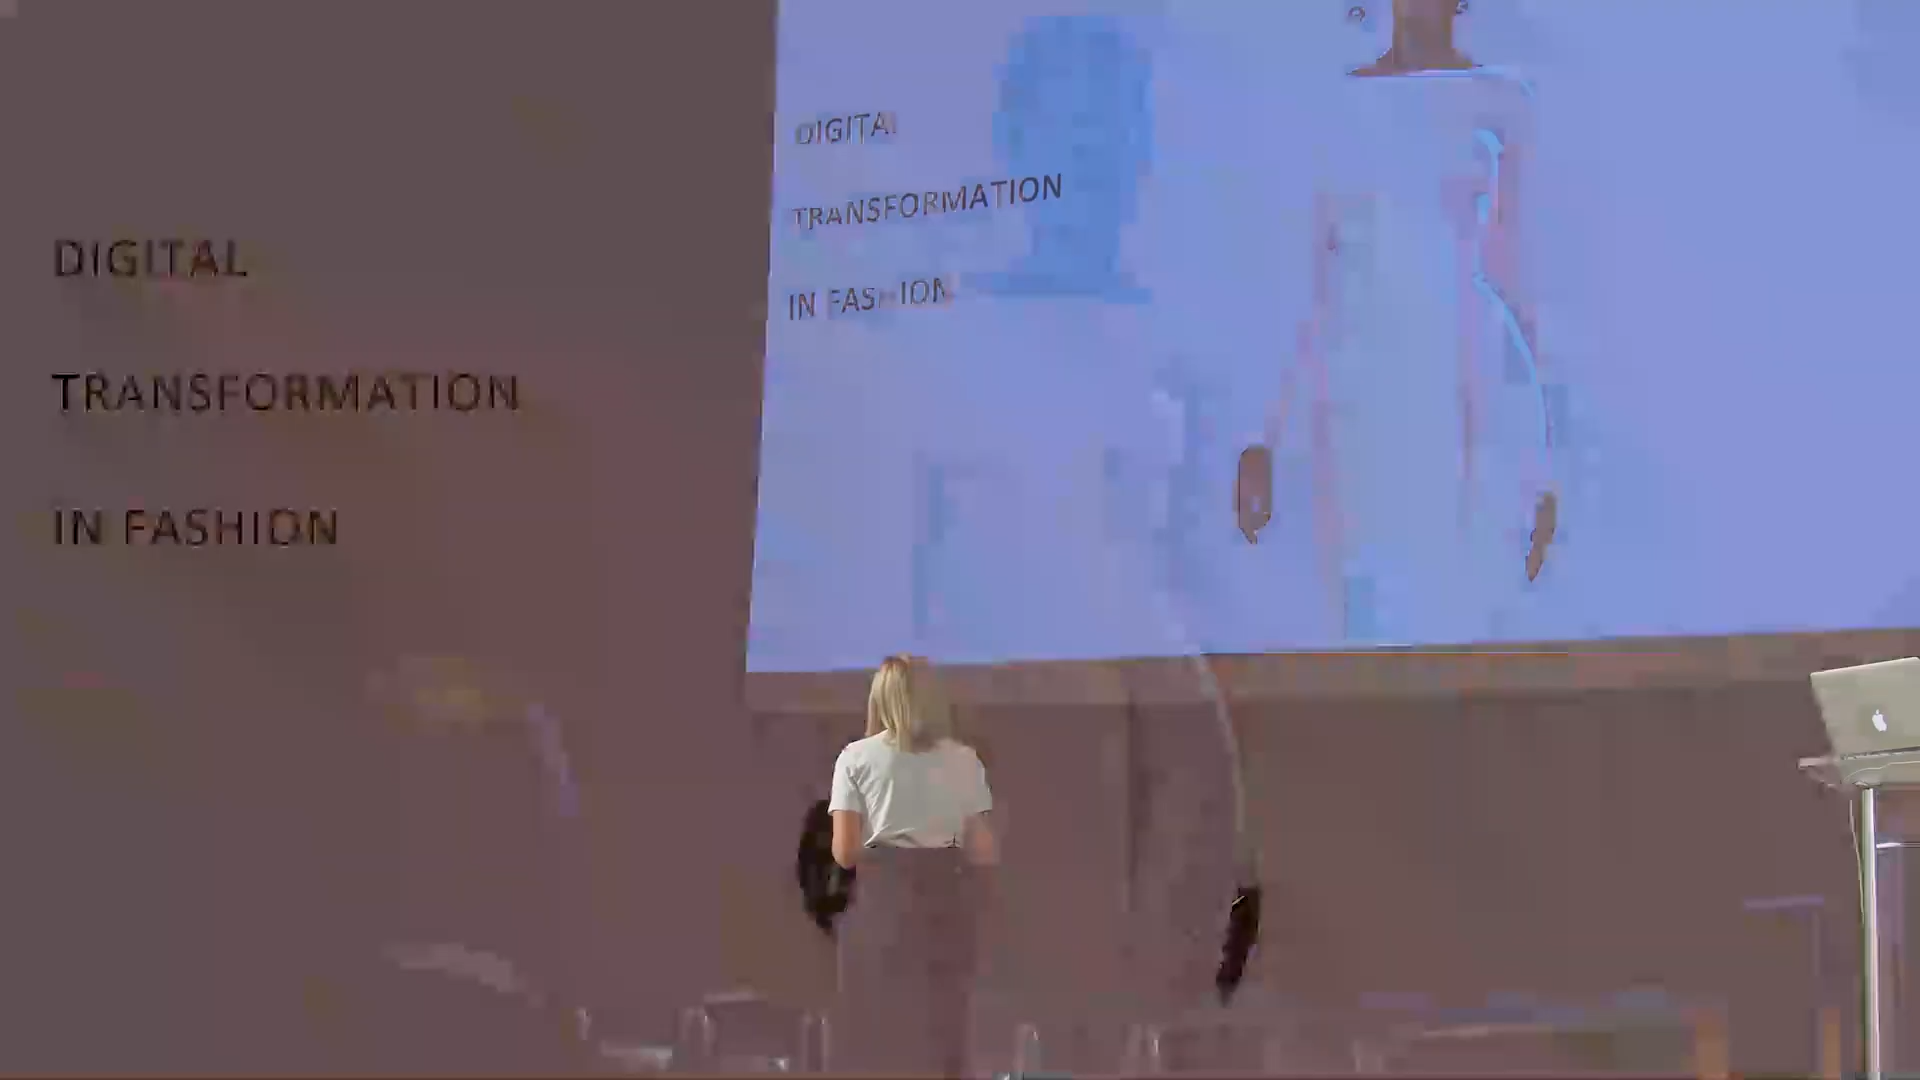 DIGITAL
TRANSFORMATION
IN FASHION
DIGITAL
TRANSFORMATION
IN FASHION